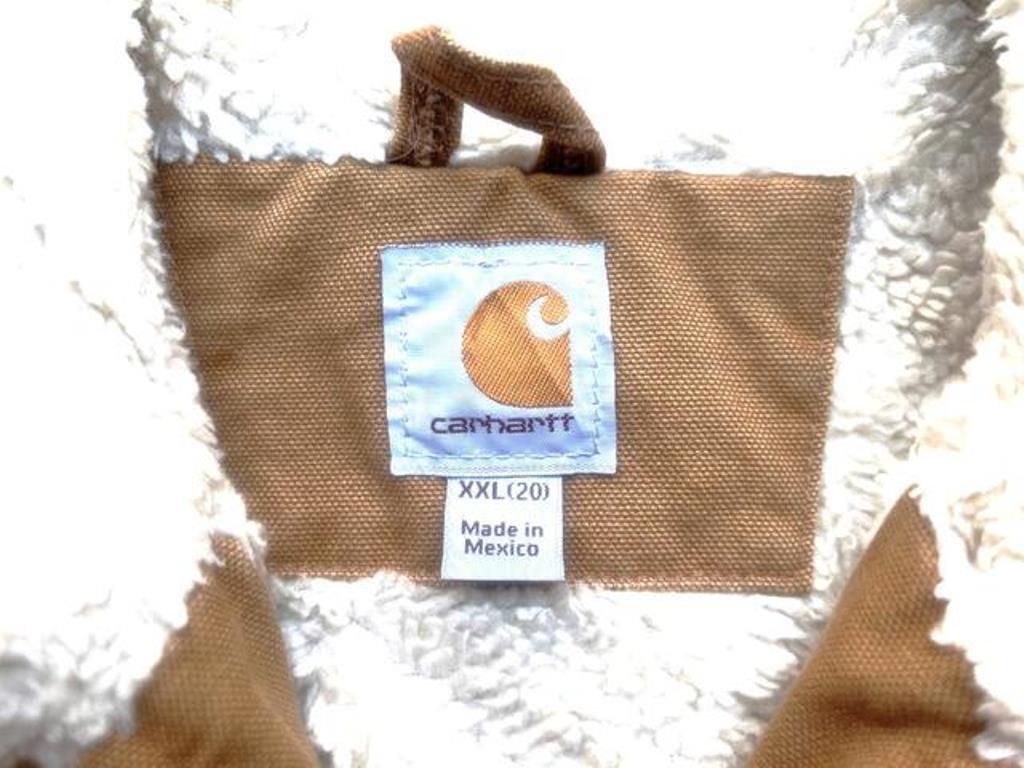 carhartt
XXL(20)
Made in
Mexico